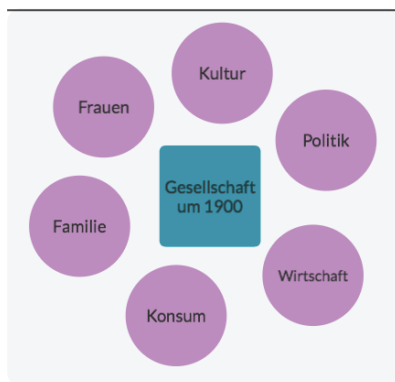 Kultur
Frauen
Politik
Gesellschaft
um 1900
Familie
Wirtschaft
Konsum